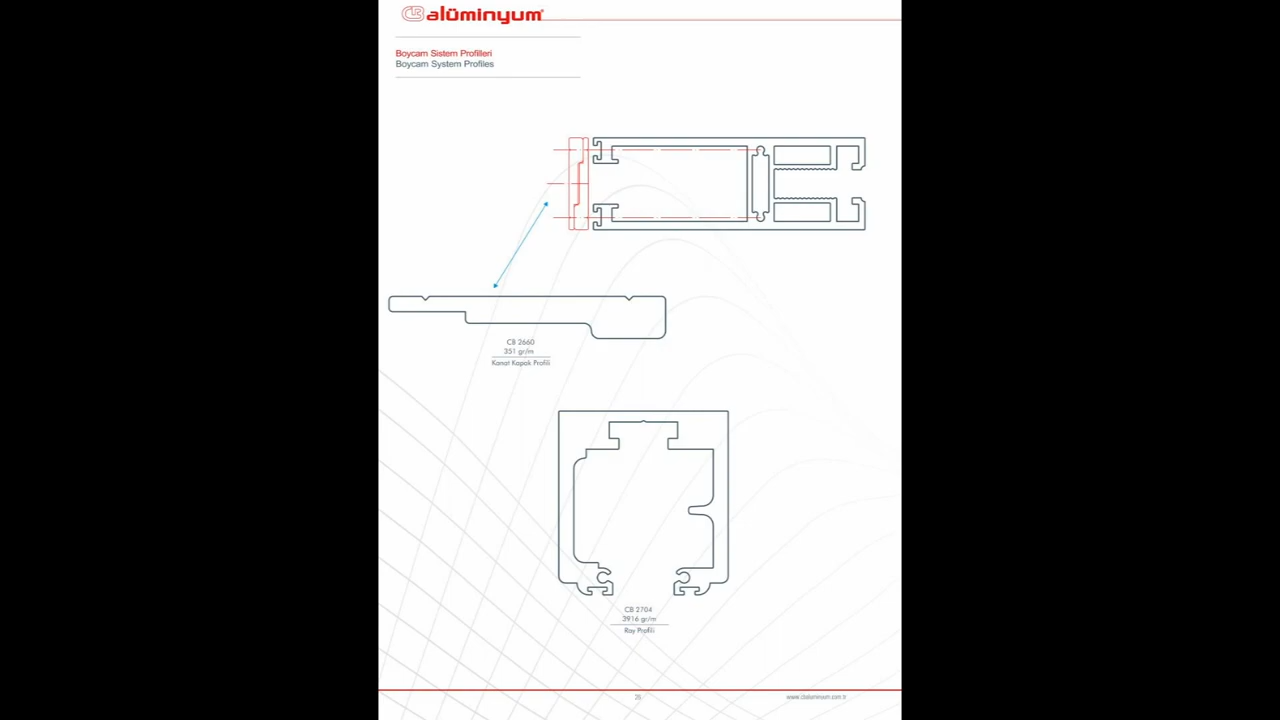 CB alüminyum
Boycam Sistem Profilleri
Boycam System Profiles
CB 2660
351 gr/m
Kanat Kapak Profili
CB 2704
3916 gr/m
Ray Profili